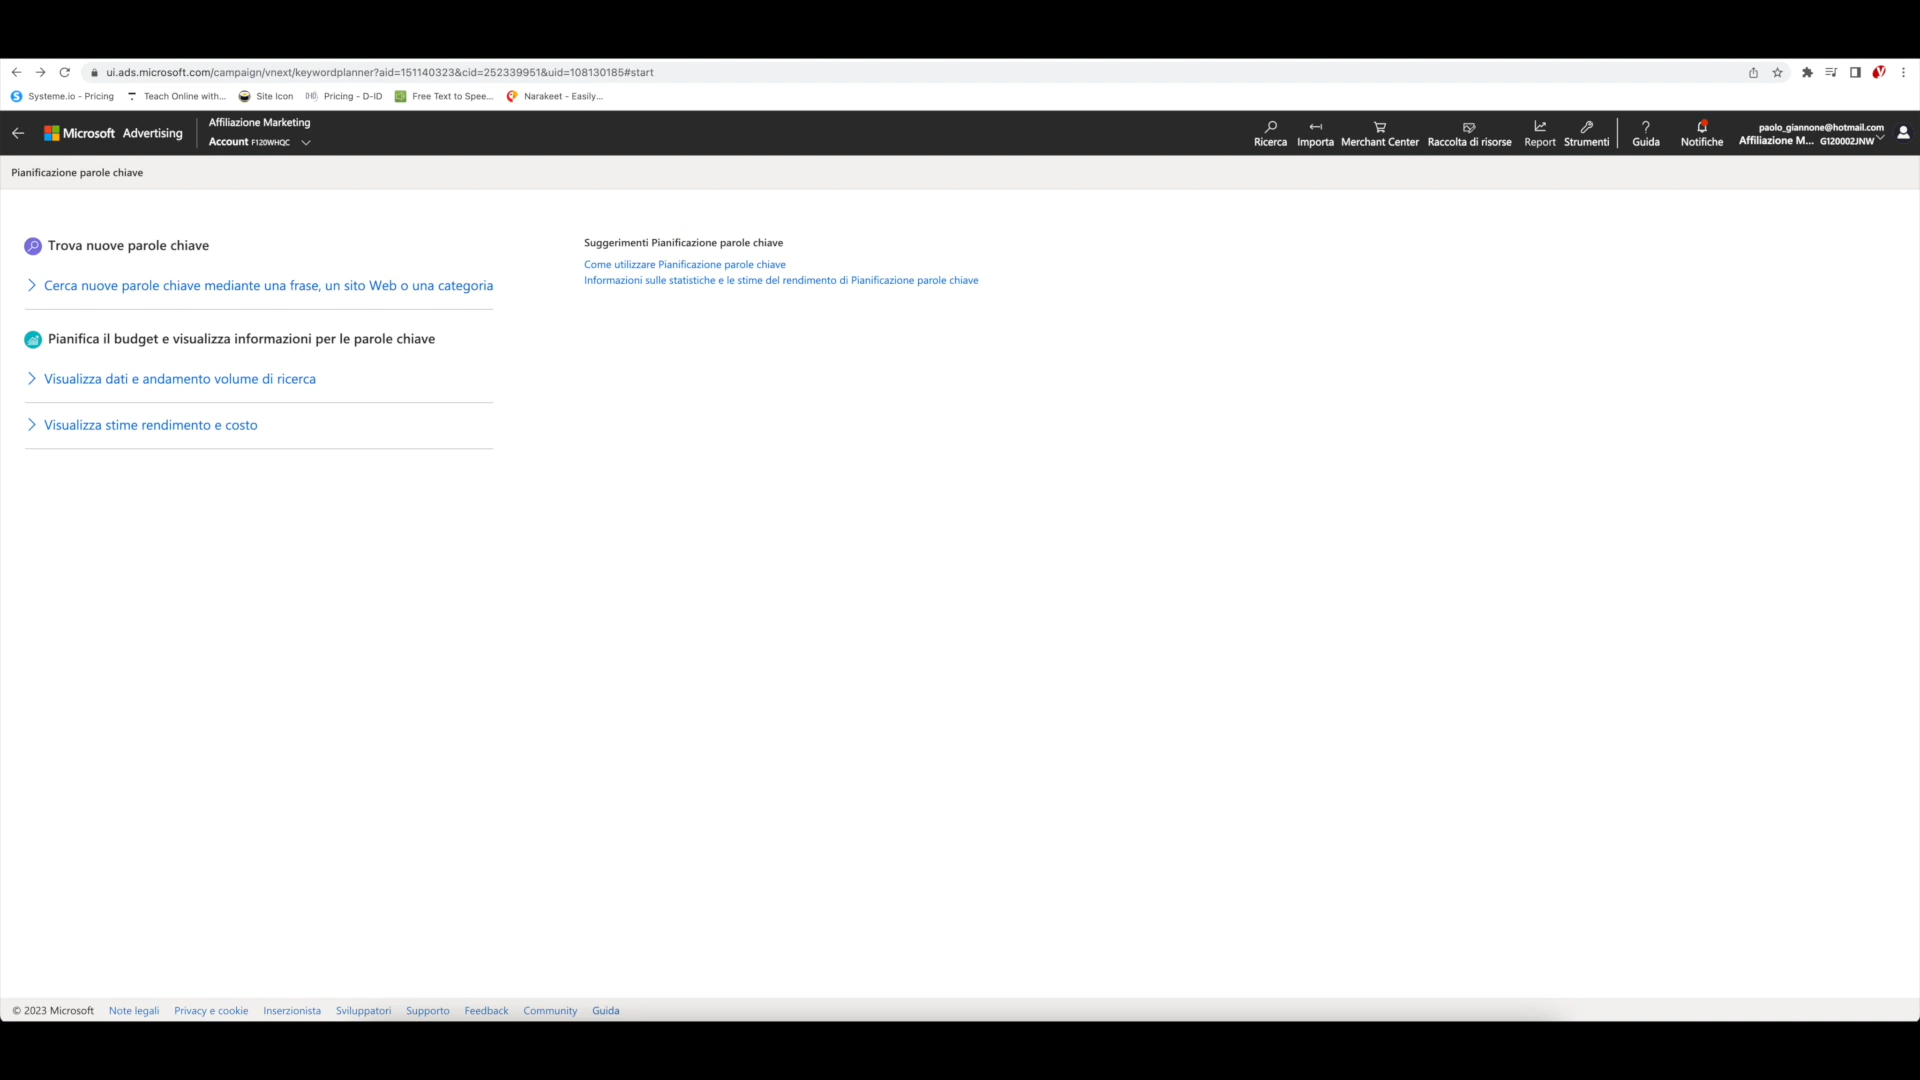 ui.ads.microsoft.com/campaign/vnext/keywordplanner?aid=151140323&cid=252339951&uid=108130185#start
Systeme.io - Pricing
Teach Online with...
Site Icon
Pricing - D-ID
Free Text to Spee...
Narakeet - Easily...
Microsoft Advertising
Affiliazione Marketing
Account F120WHQC
Ricerca
Importa
Merchant Center
Raccolta di risorse
Report
Strumenti
Guida
Notifiche
paolo_giannone@hotmail.com
Affiliazione M... G120002JNW
Pianificazione parole chiave
Trova nuove parole chiave
Cerca nuove parole chiave mediante una frase, un sito Web o una categoria
Pianifica il budget e visualizza informazioni per le parole chiave
Visualizza dati e andamento volume di ricerca
Visualizza stime rendimento e costo
Suggerimenti Pianificazione parole chiave
Come utilizzare Pianificazione parole chiave
Informazioni sulle statistiche e le stime del rendimento di Pianificazione parole chiave
© 2023 Microsoft
Note legali
Privacy e cookie
Inserzionista
Sviluppatori
Supporto
Feedback
Community
Guida